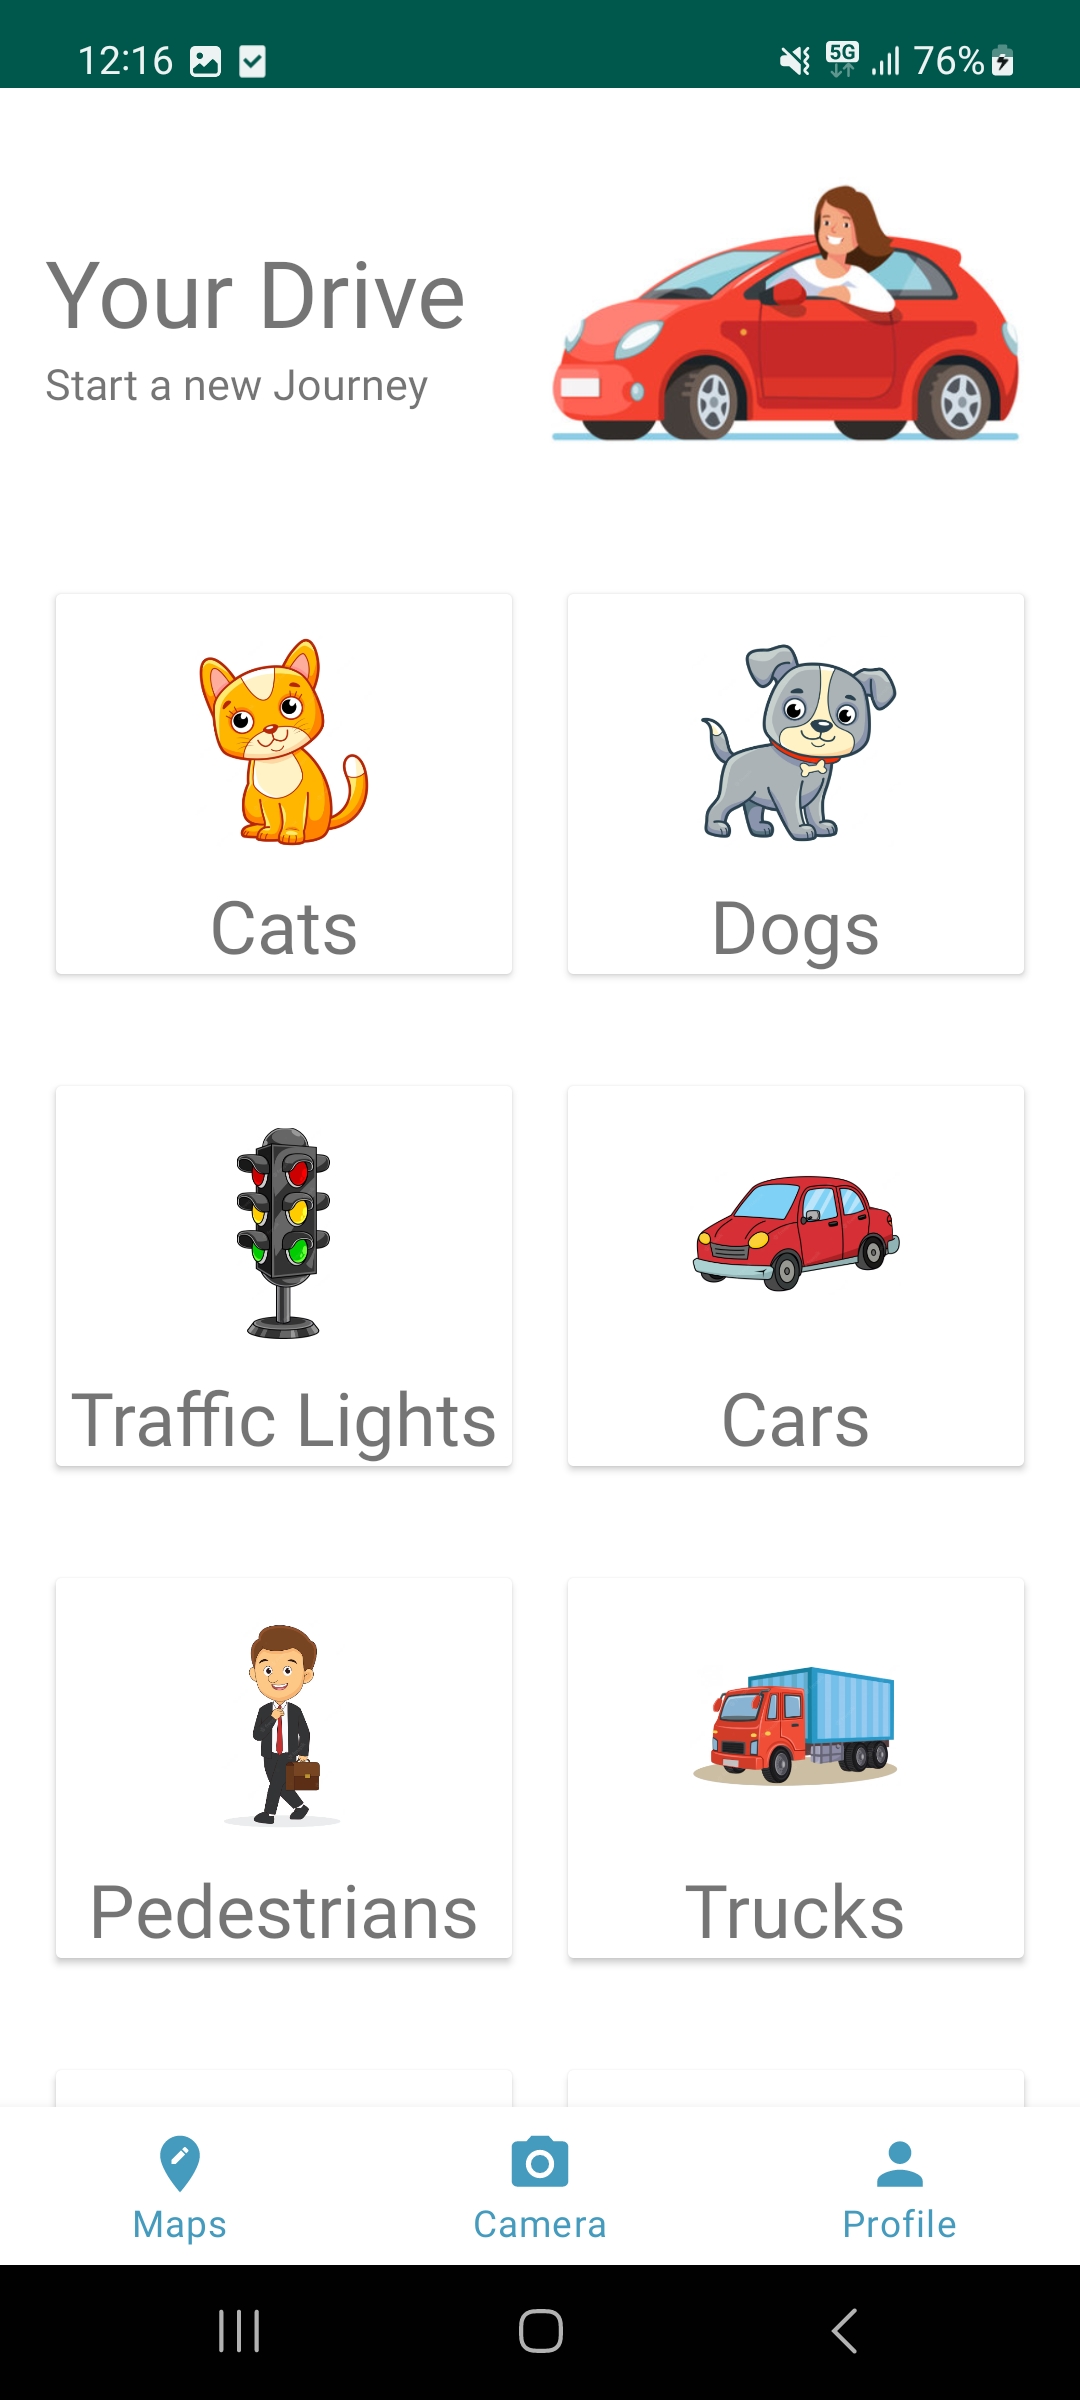 12:16 5G 76%
Your Drive
Start a new Journey
Cats Dogs
Traffic Lights Cars
Pedestrians Trucks
Maps Camera Profile